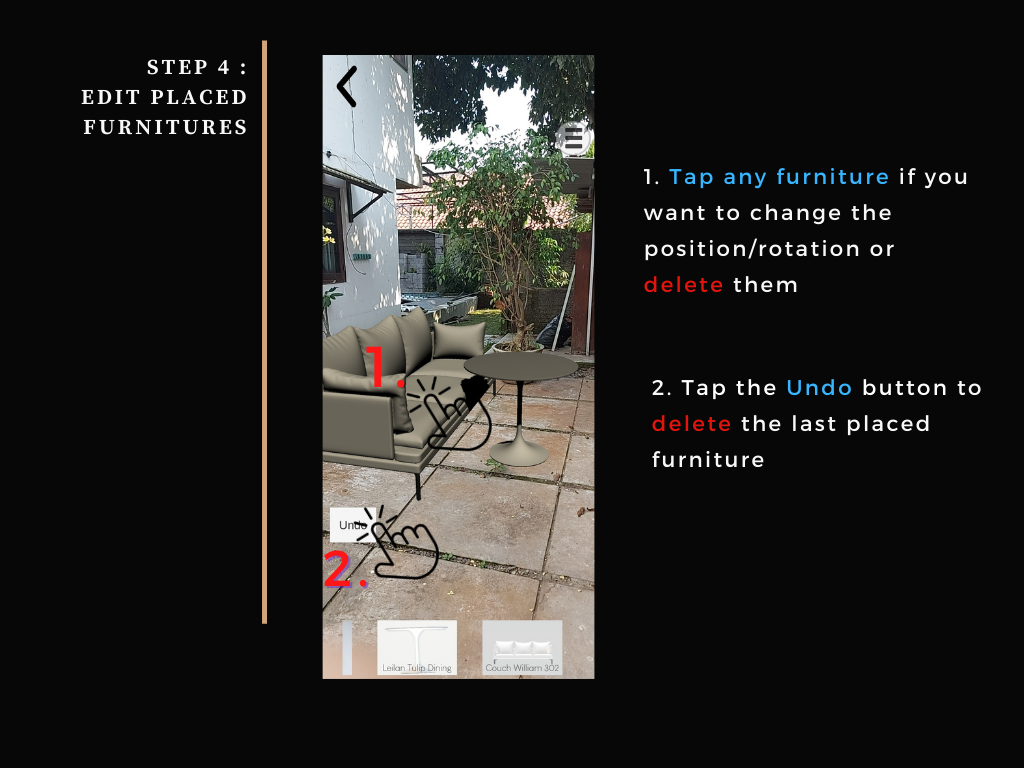 STEP 4 :
EDIT PLACED
FURNITURES
1. Tap any furniture if you
want to change the
position/rotation or
delete them
2. Tap the Undo button to
delete the last placed
furniture
1.
Undo
2.
Leilan Tulip Dining
Couch William 302